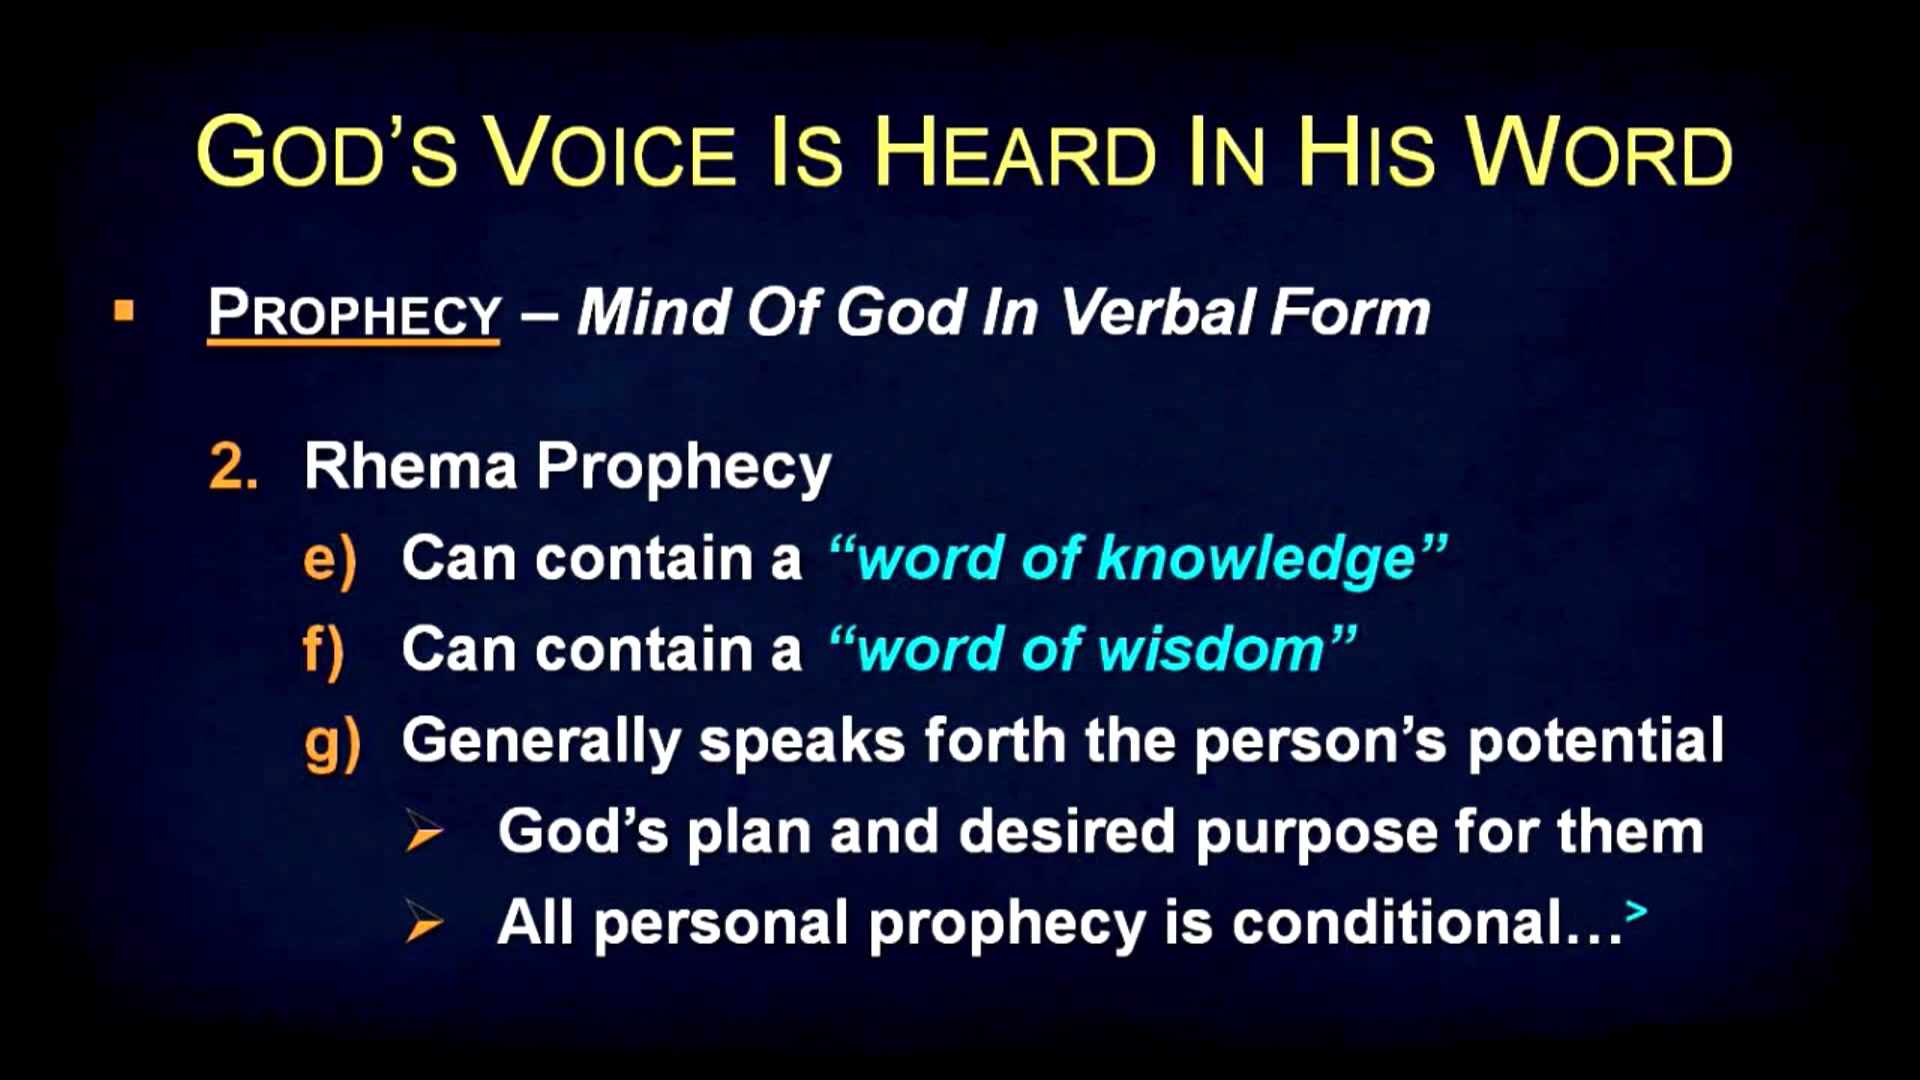 GOD’S VOICE IS HEARD IN HIS WORD
▪ PROPHECY – Mind Of God In Verbal Form
2. Rhema Prophecy
e) Can contain a “word of knowledge”
f) Can contain a “word of wisdom”
g) Generally speaks forth the person’s potential
➢ God’s plan and desired purpose for them
➢ All personal prophecy is conditional…>